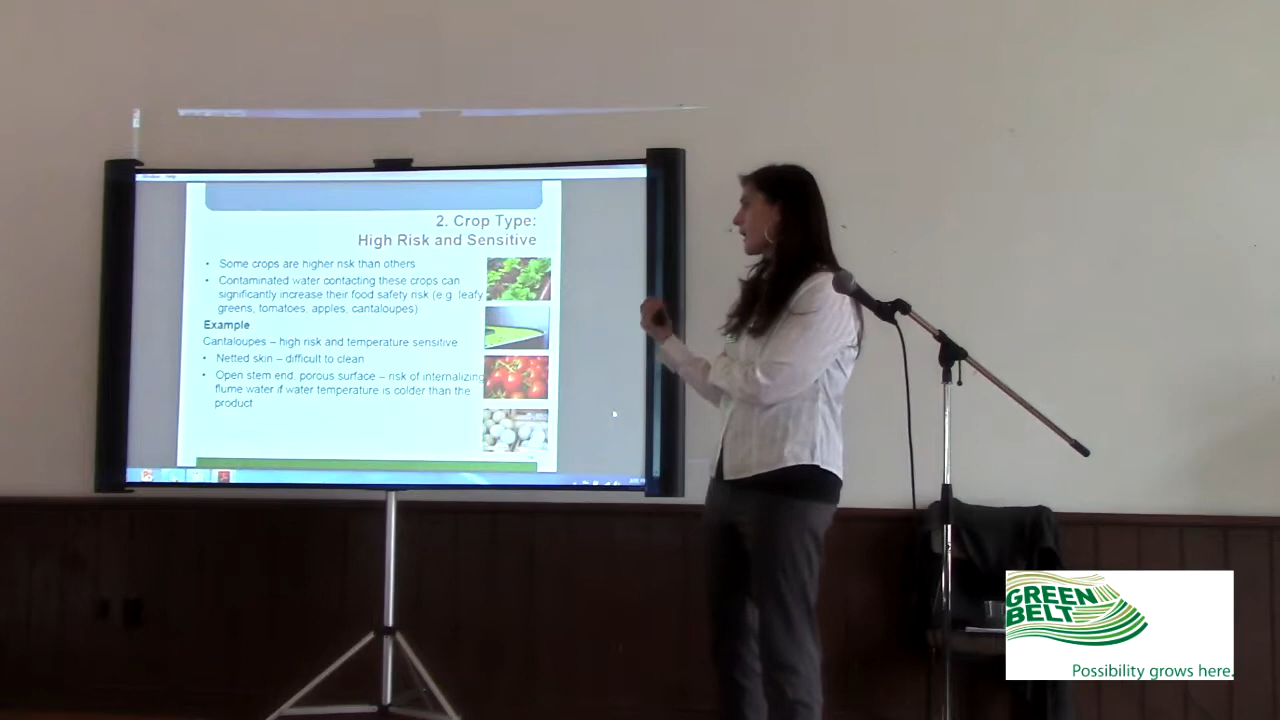 Window Help
2. Crop Type:
High Risk and Sensitive
• Some crops are higher risk than others
• Contaminated water contacting these crops can
significantly increase their food safety risk (e.g. leafy
greens, tomatoes, apples, cantaloupes)
Example
Cantaloupes – high risk and temperature sensitive
• Netted skin – difficult to clean
• Open stem end, porous surface – risk of internalizing
flume water if water temperature is colder than the
product
GREEN
BELT
Possibility grows here.